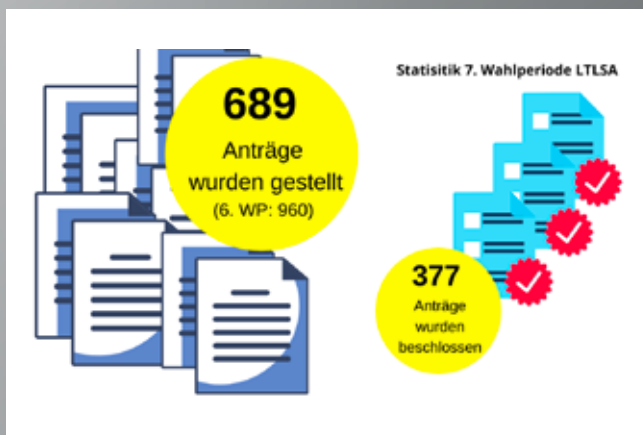 689
Anträge
wurden gestellt
(6. WP: 960)
Statisitik 7. Wahlperiode LTLSA
377
Anträge
wurden
beschlossen